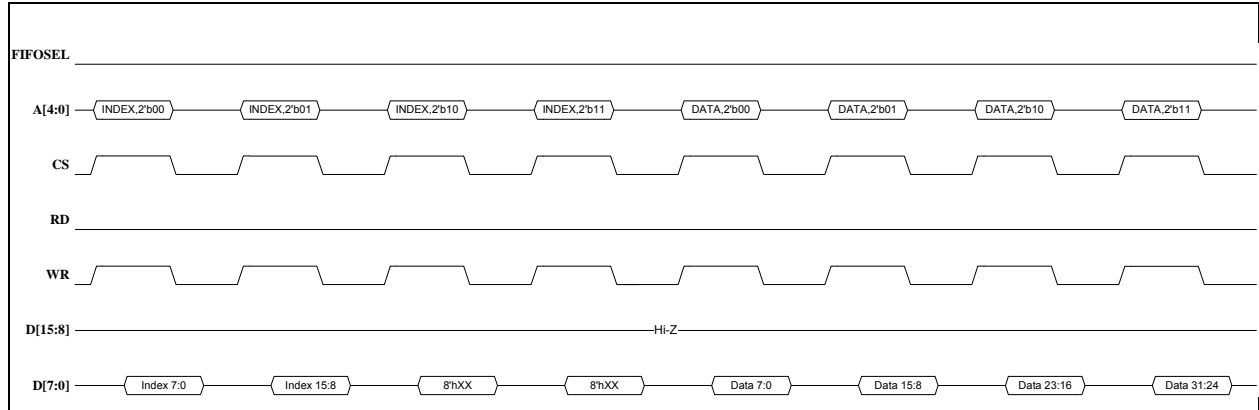 FIFOSEL
A[4:0] INDEX,2'b00 INDEX,2'b01 INDEX,2'b10 INDEX,2'b11 DATA,2'b00 DATA,2'b01 DATA,2'b10 DATA,2'b11
CS
RD
WR
D[15:8] Hi-Z
D[7:0] Index 7:0 Index 15:8 8'hXX 8'hXX Data 7:0 Data 15:8 Data 23:16 Data 31:24